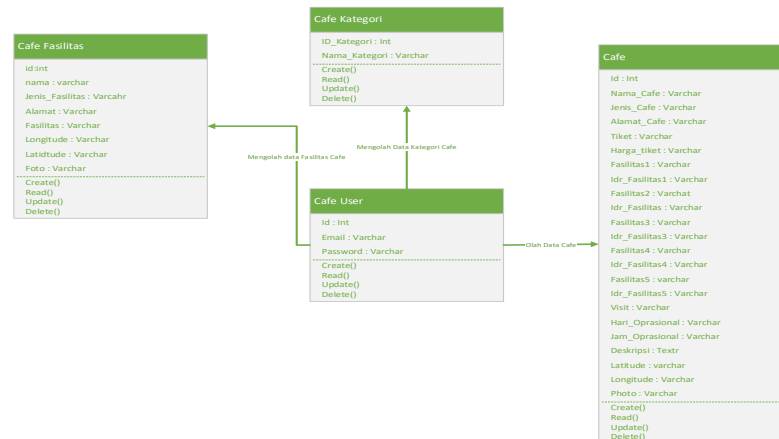 Cafe Fasilitas
id:int
nama : varchar
Jenis_Fasilitas : Varcahr
Alamat : Varchar
Fasilitas : Varchar
Longitude : Varchar
Latidtude : Varchar
Foto : Varchar
Create()
Read()
Update()
Delete()
Cafe Kategori
ID_Kategori : Int
Nama_Kategori : Varchar
Create()
Read()
Update()
Delete()
Mengolah data Fasilitas Cafe
Mengolah Data Kategori Cafe
Cafe User
Id : Int
Email : Varchar
Password : Varchar
Create()
Read()
Update()
Delete()
Olah Data Cafe
Cafe
Id : Int
Nama_Cafe : Varchar
Jenis_Cafe : Varchar
Alamat_Cafe : Varchar
Tiket : Varchar
Harga_tiket : Varchar
Fasilitas1 : Varchar
Idr_Fasilitas1 : Varchar
Fasilitas2 : Varchat
Idr_Fasilitas : Varchar
Fasilitas3 : Varchar
Idr_Fasilitas3 : Varchar
Fasilitas4 : Varchar
Idr_Fasilitas4 : Varchar
Fasilitas5 : varchar
Idr_Fasilitas5 : Varchar
Visit : Varchar
Hari_Oprasional : Varchar
Jam_Oprasional : Varchar
Deskripsi : Textr
Latitude : varchar
Longitude : Varchar
Photo : Varchar
Create()
Read()
Update()
Delete()